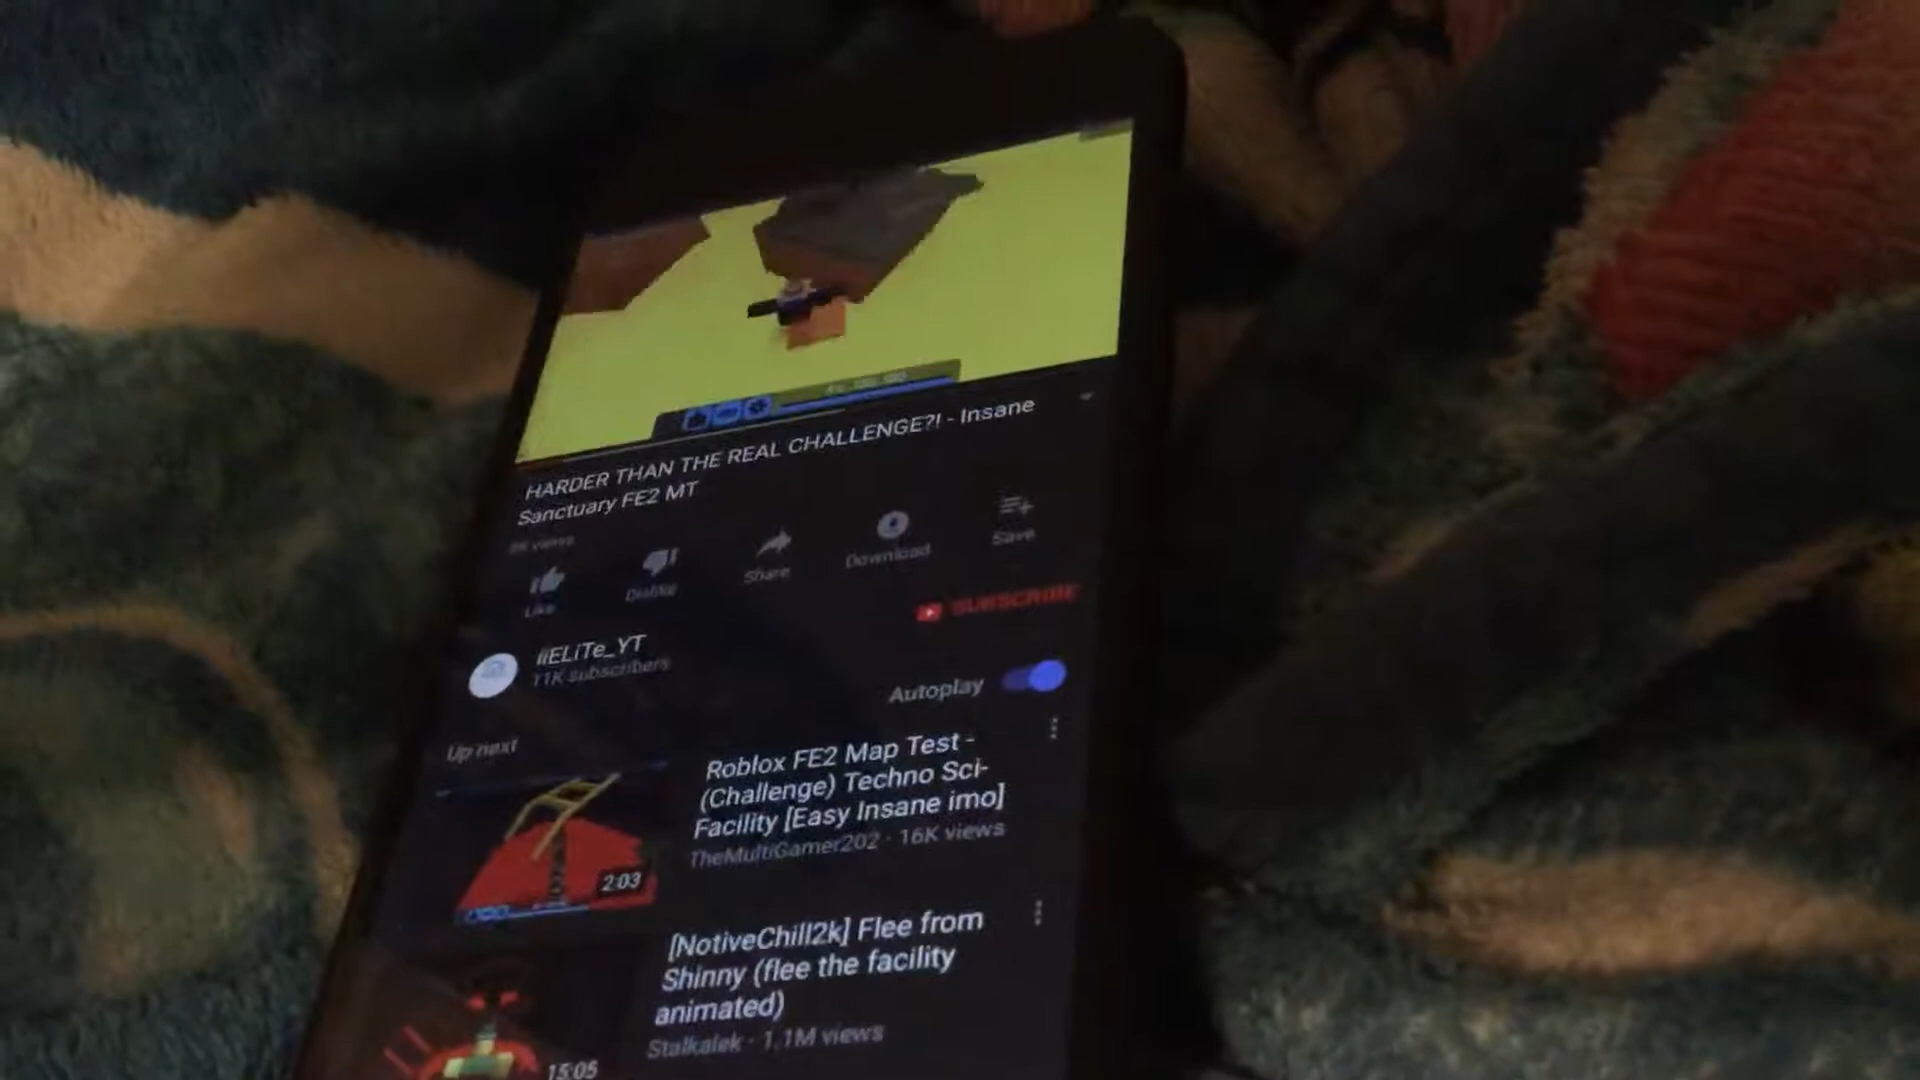 HARDER THAN THE REAL CHALLENGE?! - Insane
Sanctuary FE2 MT
Like
Dislike
Share
Download
Save
SUBSCRIBE
iiELiTe_YT
11K subscribers
Autoplay
Up next
Roblox FE2 Map Test -
(Challenge) Techno Sci-
Facility [Easy Insane imo]
TheMultiGamer202 · 16K views
2:03
[NotiveChill2k] Flee from
Shinny (flee the facility
animated)
Stalkalek · 1.1M views
15:05